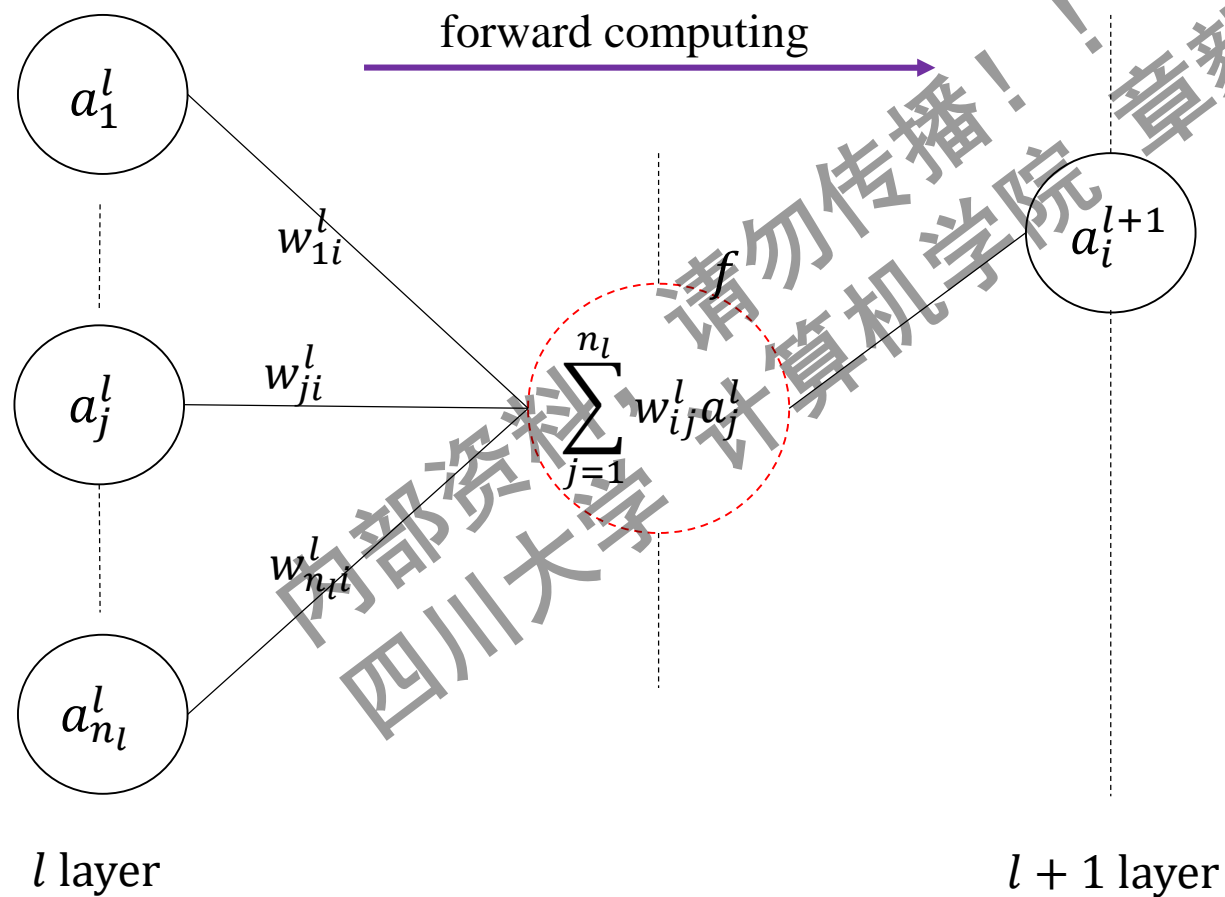 forward computing
a_1^l
w_{1i}^l
a_i^{l+1}
f
w_{ji}^l
a_j^l
\sum_{j=1}^{n_l} w_{ij}^l a_j^l
w_{n_l i}^l
a_{n_l}^l
l layer
l + 1 layer
内部资料，请勿传播！！
四川大学 计算机学院 章